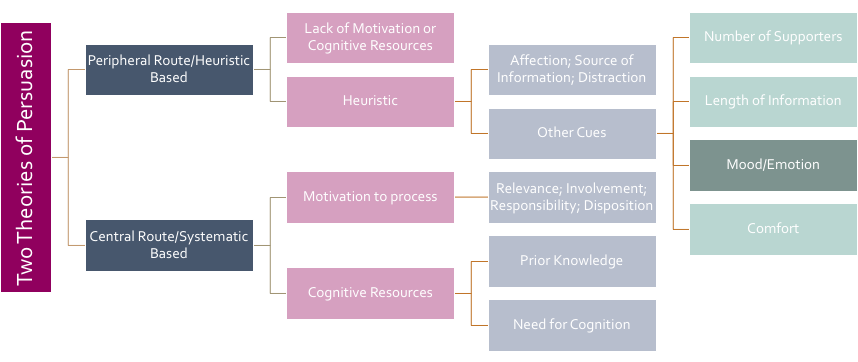 Two Theories of Persuasion
Peripheral Route/Heuristic
Based
Lack of Motivation or
Cognitive Resources
Heuristic
Affection; Source of
Information; Distraction
Other Cues
Number of Supporters
Length of Information
Mood/Emotion
Comfort
Central Route/Systematic
Based
Motivation to process
Relevance; Involvement;
Responsibility; Disposition
Cognitive Resources
Prior Knowledge
Need for Cognition